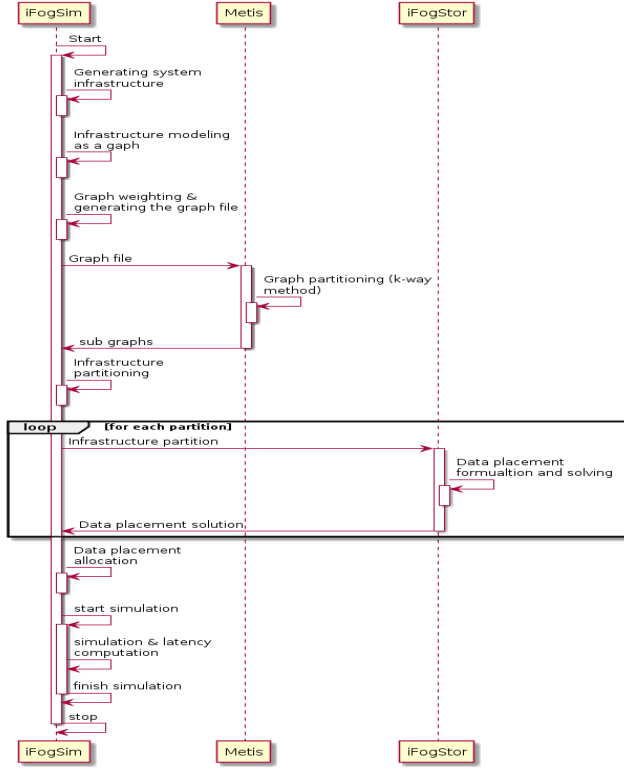 iFogSim
Metis
iFogStor
Start
Generating system
infrastructure
Infrastructure modeling
as a gaph
Graph weighting &
generating the graph file
Graph file
Graph partitioning (k-way
method)
sub graphs
Infrastructure
partitioning
loop
[for each partition]
Infrastructure partition
Data placement
formualtion and solving
Data placement solution
Data placement
allocation
start simulation
simulation & latency
computation
finish simulation
stop
iFogSim
Metis
iFogStor